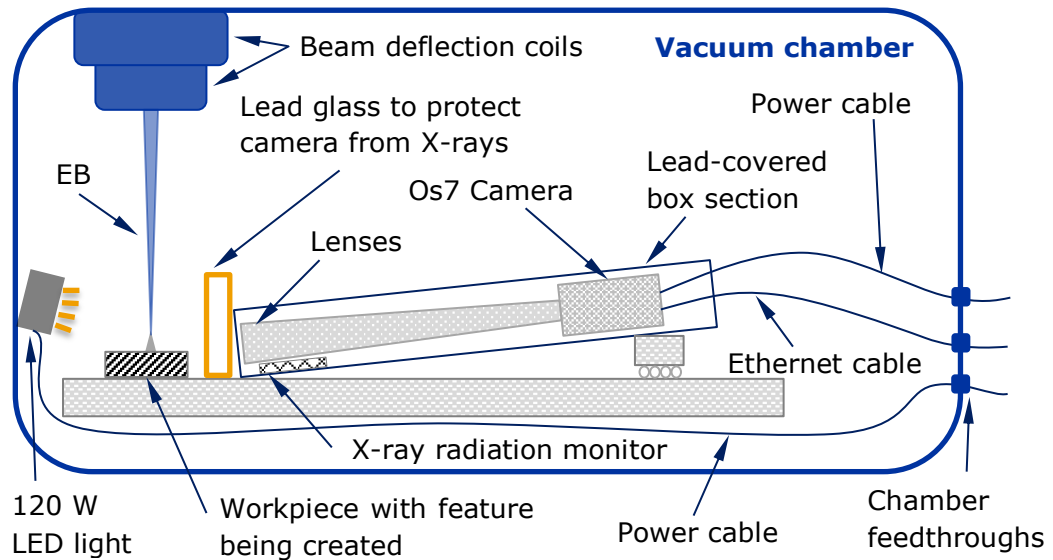 Beam deflection coils
Vacuum chamber
Power cable
Lead glass to protect
camera from X-rays
Lead-covered
box section
EB
Os7 Camera
Lenses
Ethernet cable
X-ray radiation monitor
120 W
LED light
Workpiece with feature
being created
Power cable
Chamber
feedthroughs